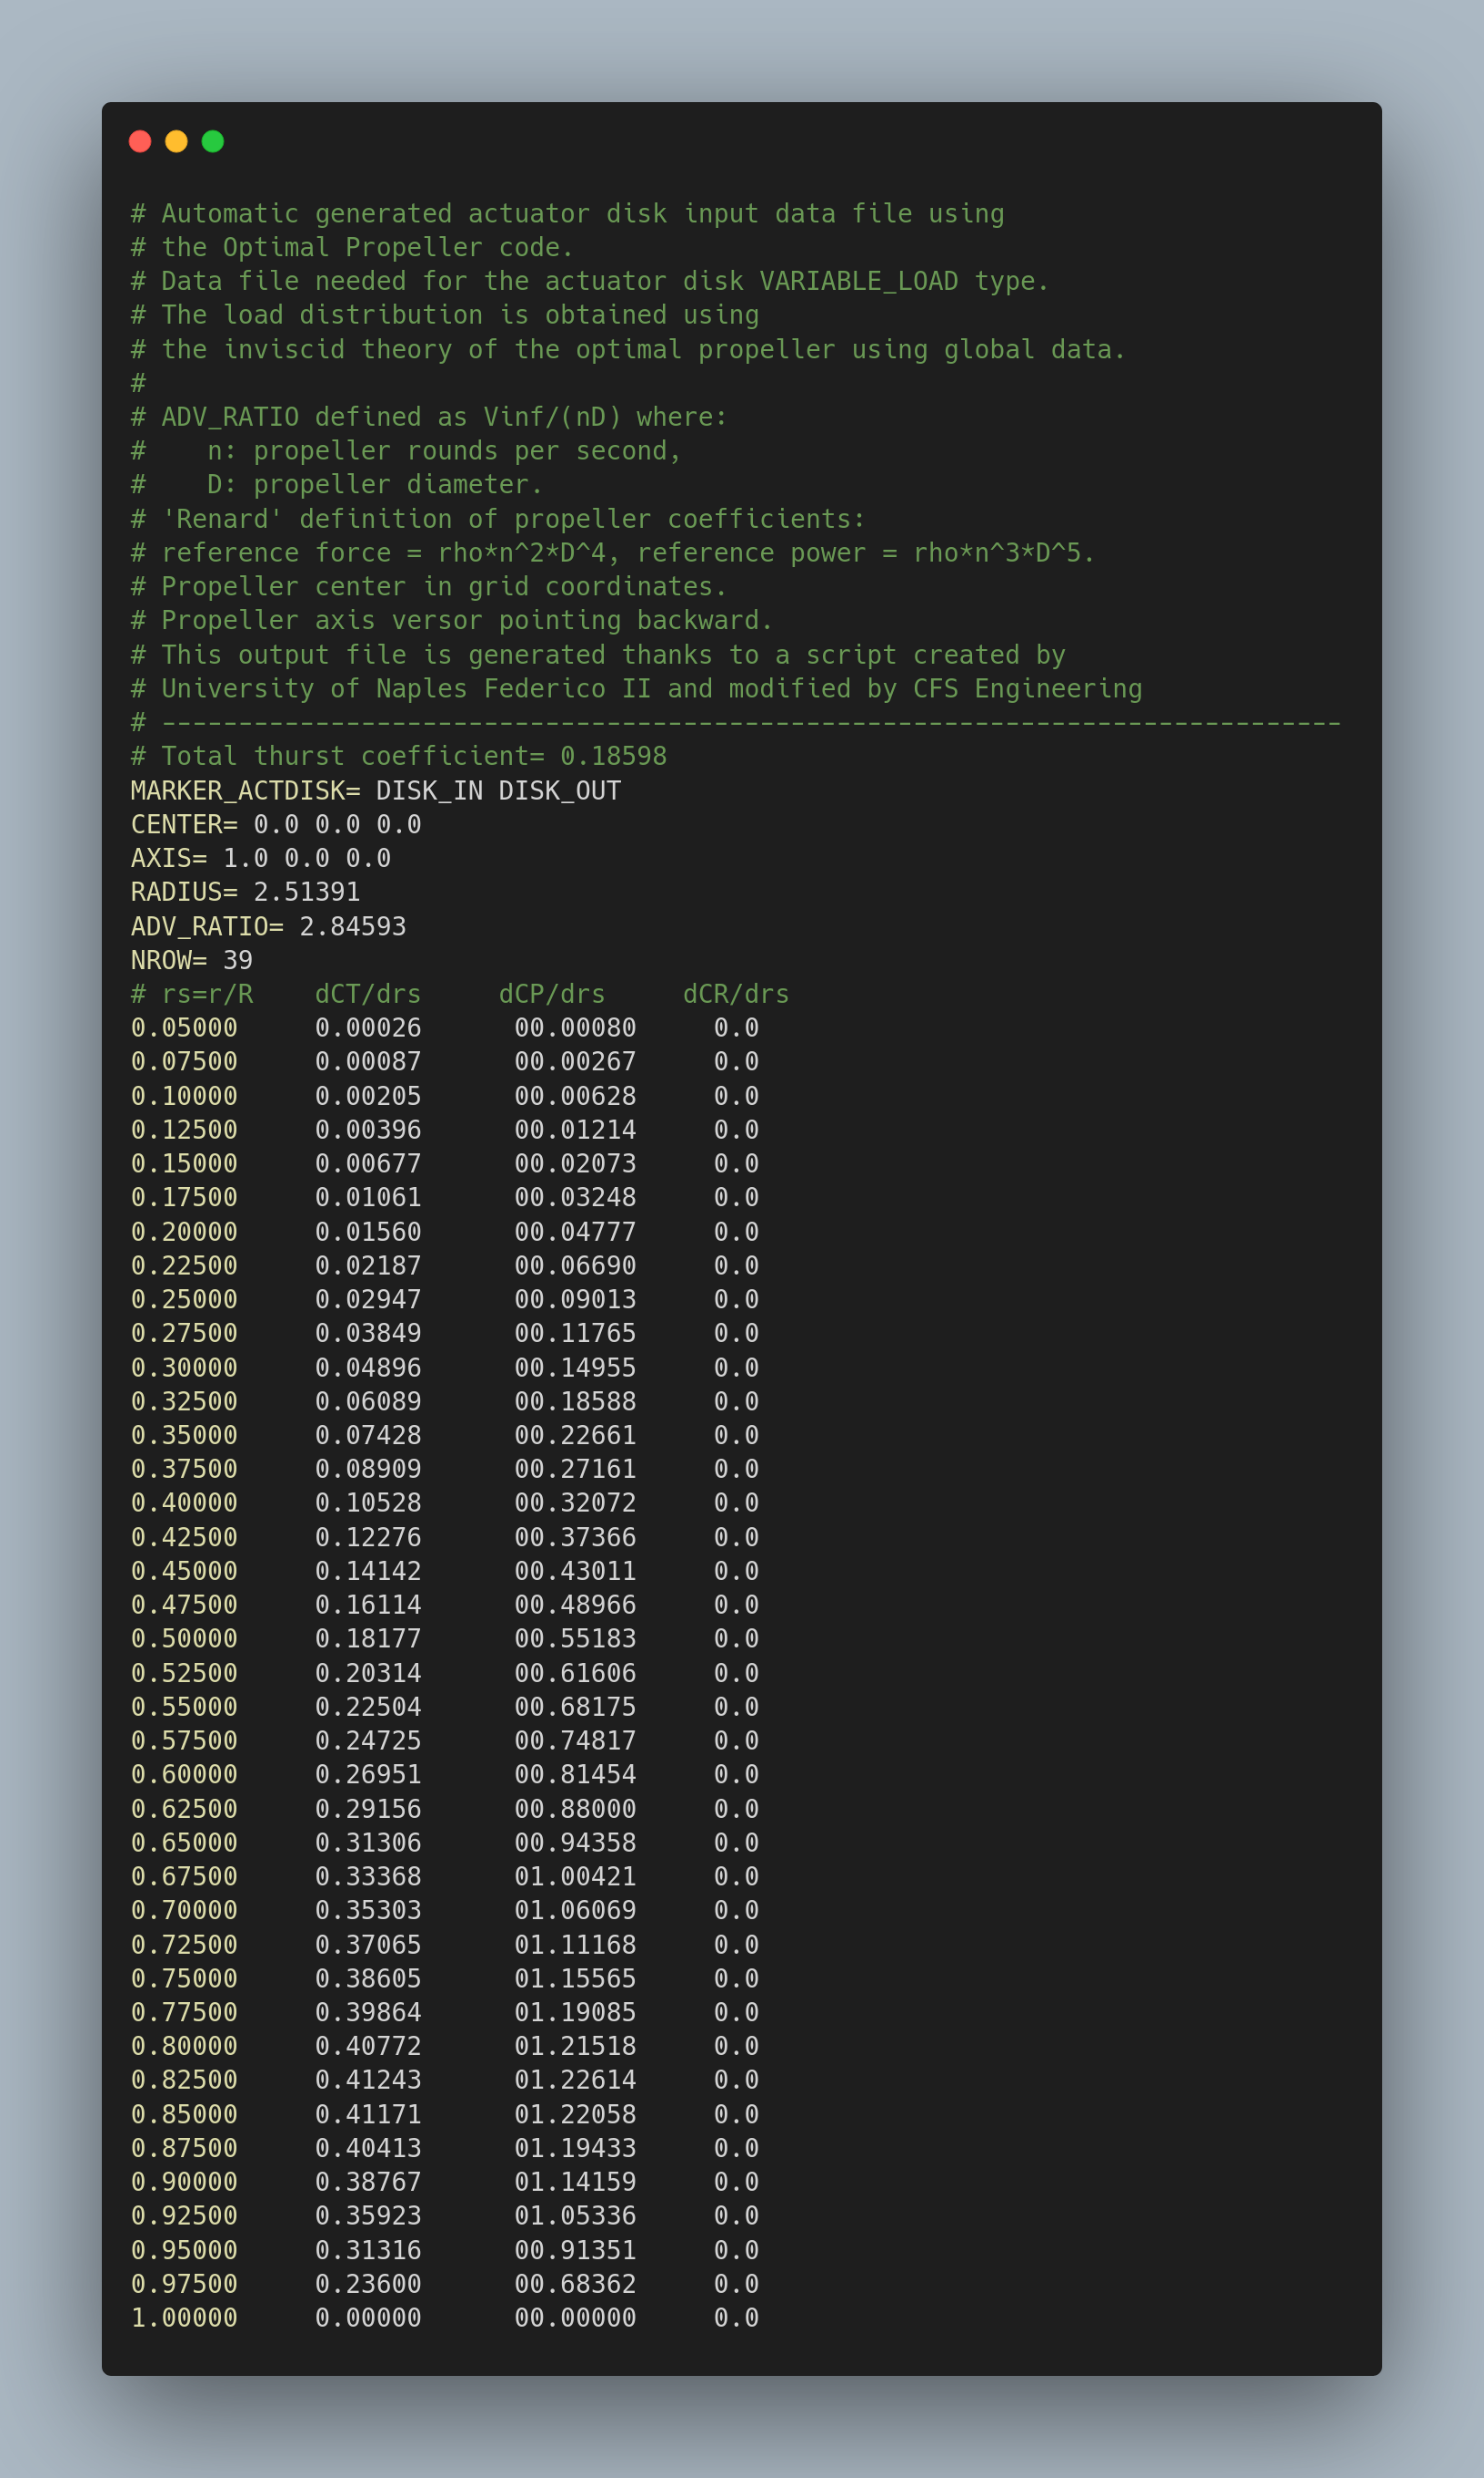 # Automatic generated actuator disk input data file using
# the Optimal Propeller code.
# Data file needed for the actuator disk VARIABLE_LOAD type.
# The load distribution is obtained using
# the inviscid theory of the optimal propeller using global data.
#
# ADV_RATIO defined as Vinf/(nD) where:
#    n: propeller rounds per second,
#    D: propeller diameter.
# 'Renard' definition of propeller coefficients:
# reference force = rho*n^2*D^4, reference power = rho*n^3*D^5.
# Propeller center in grid coordinates.
# Propeller axis versor pointing backward.
# This output file is generated thanks to a script created by
# University of Naples Federico II and modified by CFS Engineering
# -----------------------------------------------------------------------------
# Total thurst coefficient= 0.18598
MARKER_ACTDISK= DISK_IN DISK_OUT
CENTER= 0.0 0.0 0.0
AXIS= 1.0 0.0 0.0
RADIUS= 2.51391
ADV_RATIO= 2.84593
NROW= 39
# rs=r/R    dCT/drs     dCP/drs     dCR/drs
0.05000     0.00026      00.00080     0.0
0.07500     0.00087      00.00267     0.0
0.10000     0.00205      00.00628     0.0
0.12500     0.00396      00.01214     0.0
0.15000     0.00677      00.02073     0.0
0.17500     0.01061      00.03248     0.0
0.20000     0.01560      00.04777     0.0
0.22500     0.02187      00.06690     0.0
0.25000     0.02947      00.09013     0.0
0.27500     0.03849      00.11765     0.0
0.30000     0.04896      00.14955     0.0
0.32500     0.06089      00.18588     0.0
0.35000     0.07428      00.22661     0.0
0.37500     0.08909      00.27161     0.0
0.40000     0.10528      00.32072     0.0
0.42500     0.12276      00.37366     0.0
0.45000     0.14142      00.43011     0.0
0.47500     0.16114      00.48966     0.0
0.50000     0.18177      00.55183     0.0
0.52500     0.20314      00.61606     0.0
0.55000     0.22504      00.68175     0.0
0.57500     0.24725      00.74817     0.0
0.60000     0.26951      00.81454     0.0
0.62500     0.29156      00.88000     0.0
0.65000     0.31306      00.94358     0.0
0.67500     0.33368      01.00421     0.0
0.70000     0.35303      01.06069     0.0
0.72500     0.37065      01.11168     0.0
0.75000     0.38605      01.15565     0.0
0.77500     0.39864      01.19085     0.0
0.80000     0.40772      01.21518     0.0
0.82500     0.41243      01.22614     0.0
0.85000     0.41171      01.22058     0.0
0.87500     0.40413      01.19433     0.0
0.90000     0.38767      01.14159     0.0
0.92500     0.35923      01.05336     0.0
0.95000     0.31316      00.91351     0.0
0.97500     0.23600      00.68362     0.0
1.00000     0.00000      00.00000     0.0